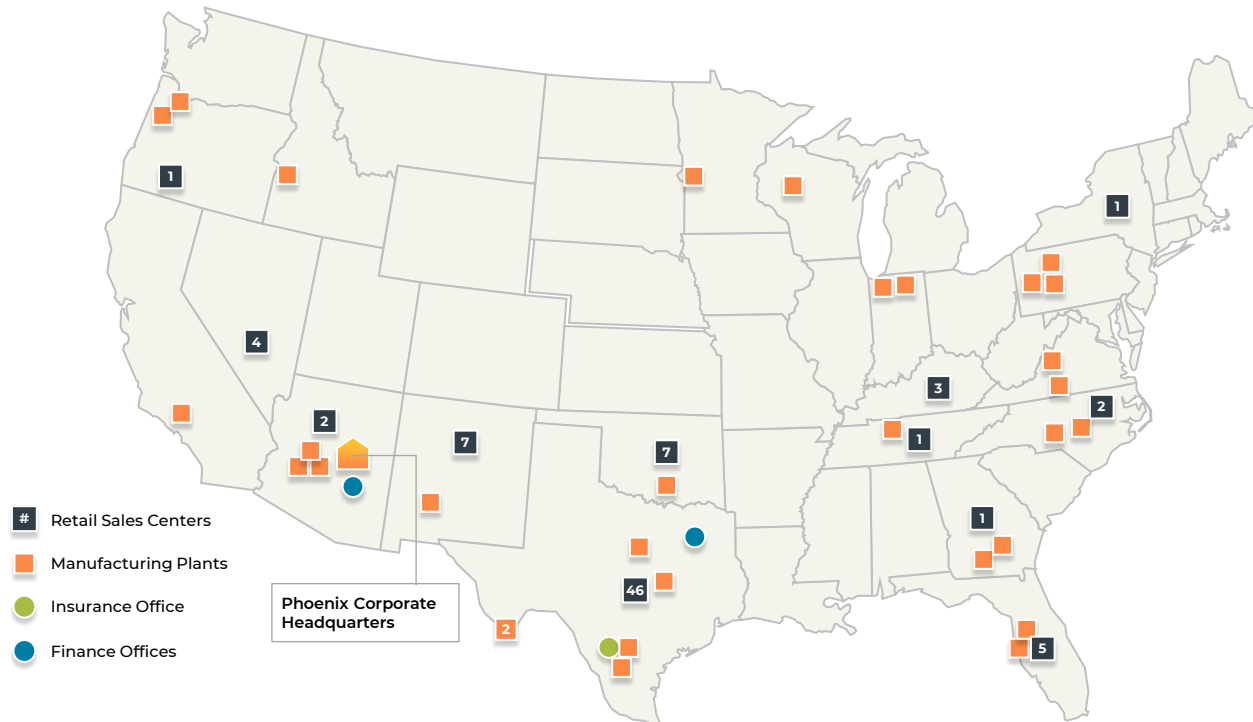 1
1
4
3
2
2
1
7
7
1
# Retail Sales Centers
Manufacturing Plants
46
Insurance Office
Phoenix Corporate
Headquarters
2
5
Finance Offices